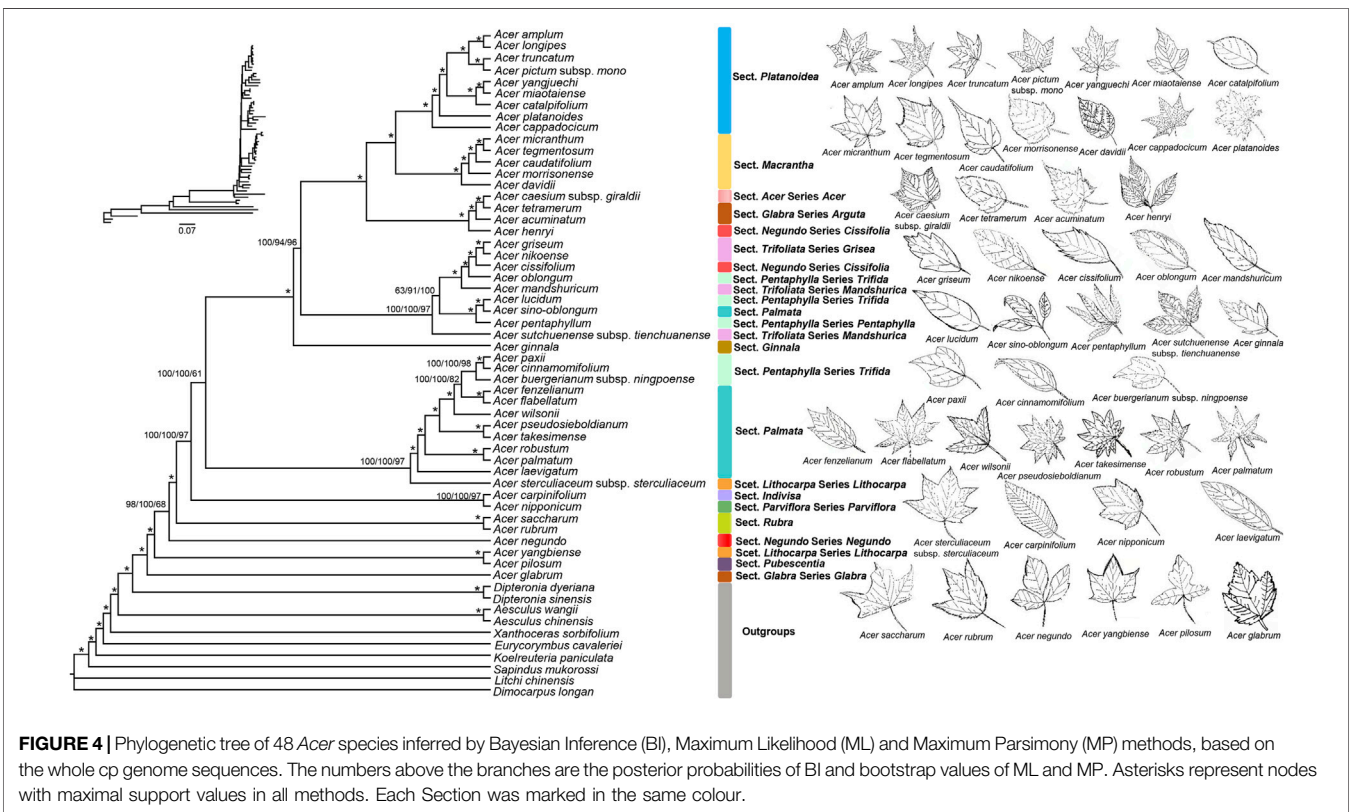 Acer amplum
Acer longipes
Acer truncatum
Acer pictum subsp. mono
Acer yangjuechi
Acer miaotaiense
Acer catalpifolium
Acer platanoides
Acer cappadocicum
Acer micranthum
Acer tegmentosum
Acer caudatifolium
Acer morrisonense
Acer davidii
Acer caesium subsp. giraldii
Acer tetramerum
Acer acuminatum
Acer henryi
Acer griseum
Acer nikoense
Acer cissifolium
Acer oblongum
Acer mandshuricum
Acer lucidum
Acer sino-oblongum
Acer pentaphyllum
Acer sutchuenense subsp. tienchuanense
Acer ginnala
Acer paxii
Acer cinnamomifolium
Acer buergerianum subsp. ningpoense
Acer fenzelianum
Acer flabellatum
Acer wilsonii
Acer pseudosieboldianum
Acer takesimense
Acer robustum
Acer palmatum
Acer laevigatum
Acer sterculiaceum subsp. sterculiaceum
Acer carpinifolium
Acer nipponicum
Acer saccharum
Acer rubrum
Acer negundo
Acer yangbiense
Acer pilosum
Acer glabrum
Dipteronia dyeriana
Dipteronia sinensis
Aesculus wangii
Aesculus chinensis
Xanthoceras sorbifolium
Eurycorymbus cavaleriei
Koelreuteria paniculata
Sapindus mukorossi
Litchi chinensis
Dimocarpus longan
0.07
100/94/96
63/91/100
100/100/97
100/100/61
100/100/98
100/100/82
100/100/97
100/100/97
100/100/97
98/100/68
Sect. Platanoidea
Sect. Macrantha
Sect. Acer Series Acer
Sect. Glabra Series Arguta
Sect. Negundo Series Cissifolia
Sect. Trifoliata Series Grisea
Sect. Negundo Series Cissifolia
Sect. Pentaphylla Series Trifida
Sect. Trifoliata Series Mandshurica
Sect. Pentaphylla Series Trifida
Sect. Palmata
Sect. Pentaphylla Series Pentaphylla
Sect. Trifoliata Series Mandshurica
Sect. Ginnala
Sect. Pentaphylla Series Trifida
Sect. Palmata
Scet. Lithocarpa Series Lithocarpa
Sect. Indivisa
Sect. Parviflora Series Parviflora
Sect. Rubra
Sect. Negundo Series Negundo
Scet. Lithocarpa Series Lithocarpa
Sect. Pubescentia
Sect. Glabra Series Glabra
Outgroups
Acer amplum
Acer longipes
Acer truncatum
Acer pictum
subsp. mono
Acer yangjuechi
Acer miaotaiense
Acer catalpifolium
Acer micranthum
Acer tegmentosum
Acer caudatifolium
Acer morrisonense
Acer davidii
Acer cappadocicum
Acer platanoides
Acer caesium
subsp. giraldii
Acer tetramerum
Acer acuminatum
Acer henryi
Acer griseum
Acer nikoense
Acer cissifolium
Acer oblongum
Acer mandshuricum
Acer lucidum
Acer sino-oblongum
Acer pentaphyllum
Acer sutchuenense
subsp. tienchuanense
Acer ginnala
Acer paxii
Acer cinnamomifolium
Acer buergerianum subsp. ningpoense
Acer fenzelianum
Acer flabellatum
Acer wilsonii
Acer pseudosieboldianum
Acer takesimense
Acer robustum
Acer palmatum
Acer sterculiaceum
subsp. sterculiaceum
Acer carpinifolium
Acer nipponicum
Acer laevigatum
Acer saccharum
Acer rubrum
Acer negundo
Acer yangbiense
Acer pilosum
Acer glabrum
FIGURE 4 | Phylogenetic tree of 48 Acer species inferred by Bayesian Inference (BI), Maximum Likelihood (ML) and Maximum Parsimony (MP) methods, based on
the whole cp genome sequences. The numbers above the branches are the posterior probabilities of BI and bootstrap values of ML and MP. Asterisks represent nodes
with maximal support values in all methods. Each Section was marked in the same colour.